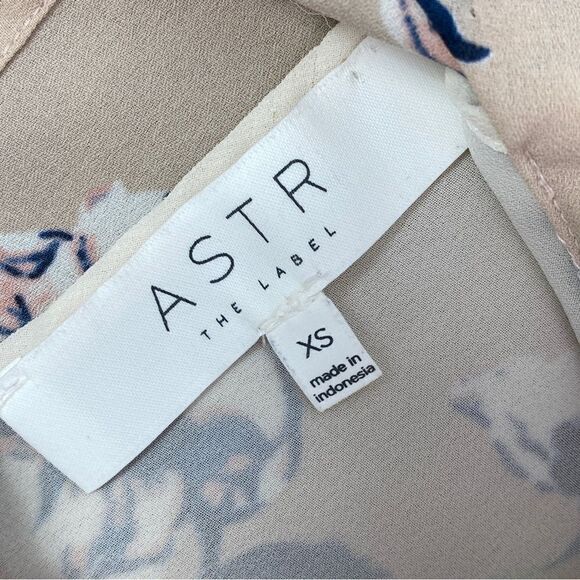 ASTR
THE LABEL
XS
made in
indonesia